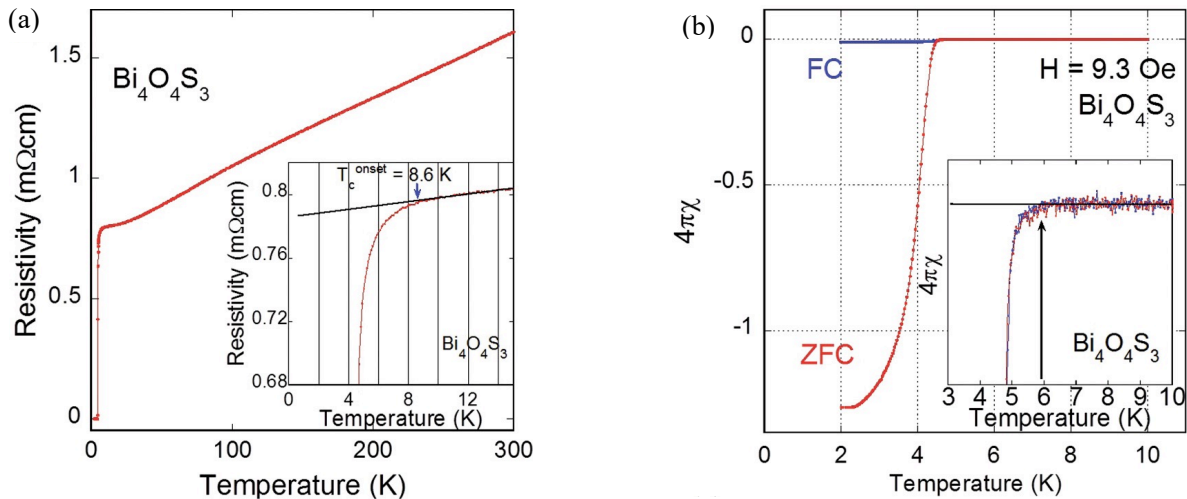 (a)
Resistivity (mΩcm)
1.5
1
0.5
0
Bi4O4S3
0 100 200 300
Temperature (K)
Tc onset = 8.6 K
Resistivity (mΩcm)
0.8
0.76
0.72
0.68
0 4 8 12
Temperature (K)
Bi4O4S3
(b)
4πχ
0
-0.5
-1
FC
ZFC
H = 9.3 Oe
Bi4O4S3
0 2 4 6 8 10
Temperature (K)
4πχ
Bi4O4S3
3 4 5 6 7 8 9 10
Temperature (K)